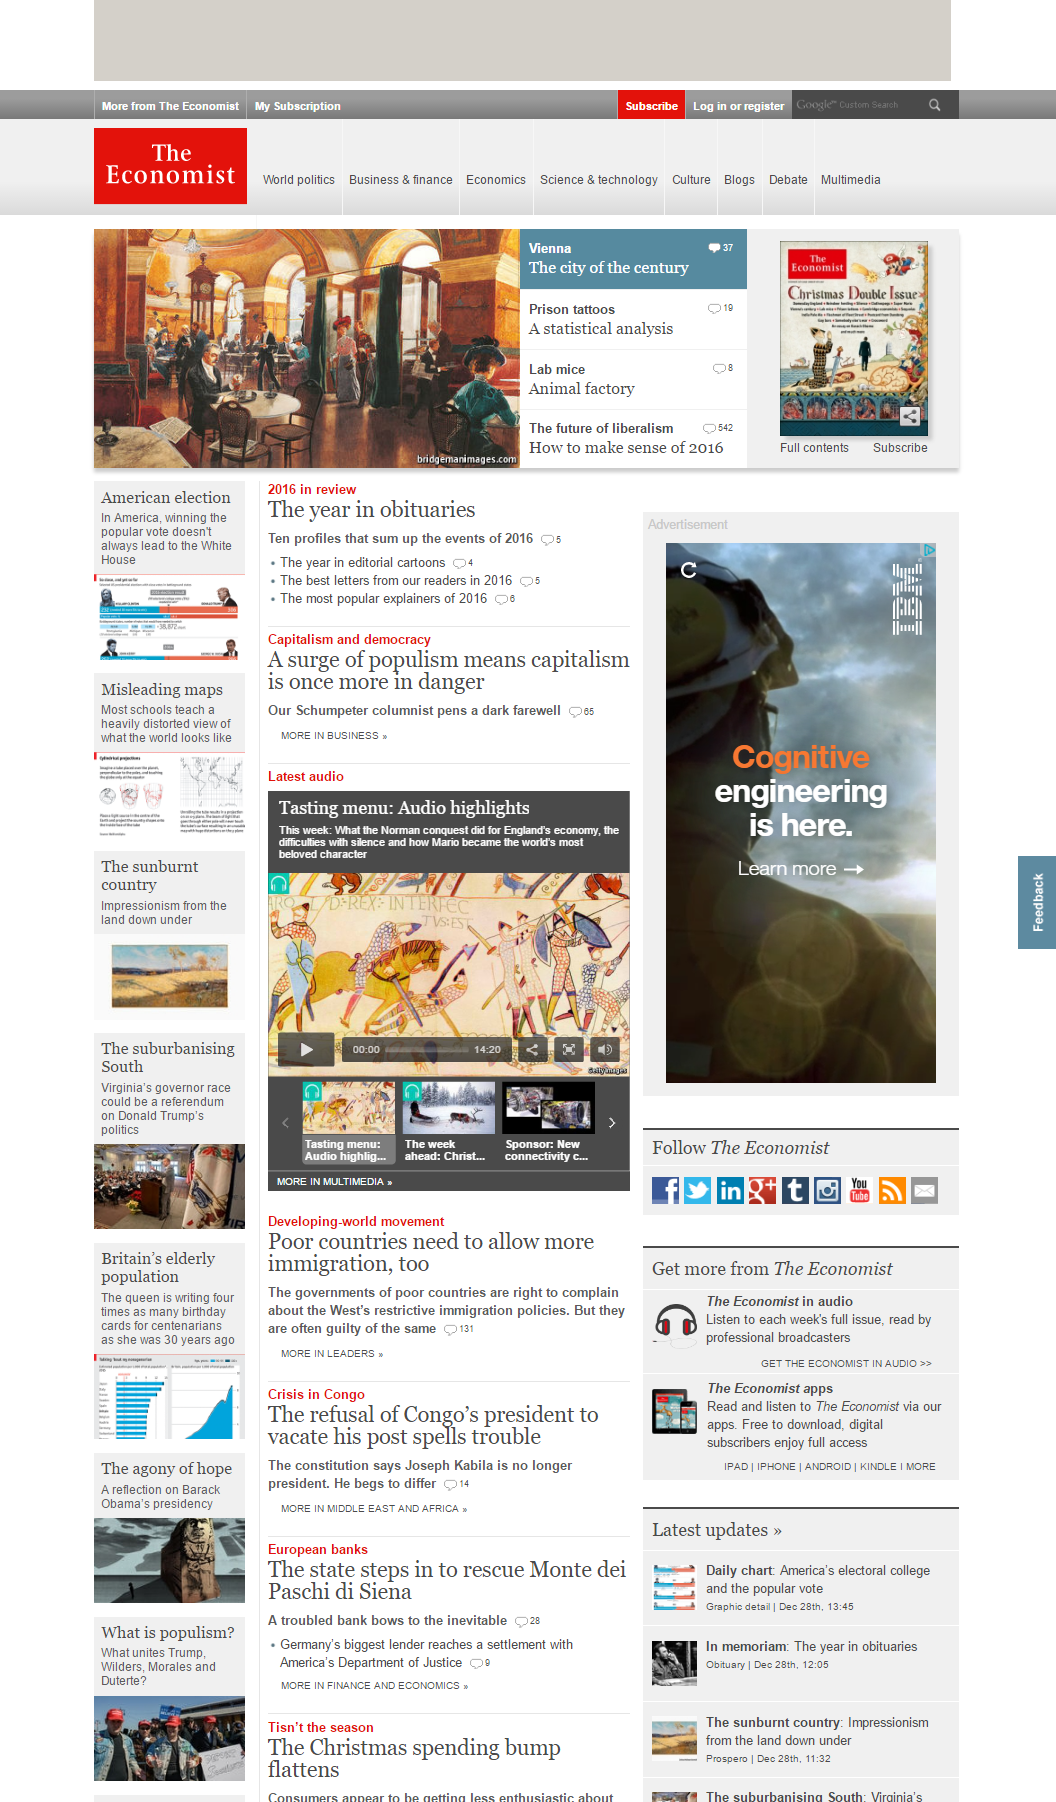 More from The Economist
My Subscription
Subscribe
Log in or register
Google™ Custom Search
The
Economist
World politics
Business & finance
Economics
Science & technology
Culture
Blogs
Debate
Multimedia
bridgemanimages.com
Vienna 37
The city of the century
Prison tattoos 19
A statistical analysis
Lab mice 8
Animal factory
The future of liberalism 542
How to make sense of 2016
The
Economist
Christmas Double Issue
Full contents Subscribe
American election
In America, winning the
popular vote doesn't
always lead to the White
House
Misleading maps
Most schools teach a
heavily distorted view of
what the world looks like
Cylindrical projections
The sunburnt
country
Impressionism from the
land down under
The suburbanising
South
Virginia's governor race
could be a referendum
on Donald Trump's
politics
Britain's elderly
population
The queen is writing four
times as many birthday
cards for centenarians
as she was 30 years ago
The agony of hope
A reflection on Barack
Obama's presidency
What is populism?
What unites Trump,
Wilders, Morales and
Duterte?
2016 in review
The year in obituaries
Ten profiles that sum up the events of 2016 5
• The year in editorial cartoons 4
• The best letters from our readers in 2016 5
• The most popular explainers of 2016 6
Capitalism and democracy
A surge of populism means capitalism
is once more in danger
Our Schumpeter columnist pens a dark farewell 65
MORE IN BUSINESS »
Latest audio
Tasting menu: Audio highlights
This week: What the Norman conquest did for England's economy, the
difficulties with silence and how Mario became the world's most
beloved character
00:00 14:20
Getty Images
Tasting menu:
Audio highlig...
The week
ahead: Christ...
Sponsor: New
connectivity c...
MORE IN MULTIMEDIA »
Developing-world movement
Poor countries need to allow more
immigration, too
The governments of poor countries are right to complain
about the West's restrictive immigration policies. But they
are often guilty of the same 131
MORE IN LEADERS »
Crisis in Congo
The refusal of Congo's president to
vacate his post spells trouble
The constitution says Joseph Kabila is no longer
president. He begs to differ 14
MORE IN MIDDLE EAST AND AFRICA »
European banks
The state steps in to rescue Monte dei
Paschi di Siena
A troubled bank bows to the inevitable 28
• Germany's biggest lender reaches a settlement with
America's Department of Justice 9
MORE IN FINANCE AND ECONOMICS »
Tisn't the season
The Christmas spending bump
flattens
Consumers appear to be getting less enthusiastic about
Advertisement
Cognitive
engineering
is here.
Learn more →
Feedback
Follow The Economist
You
Tube
Get more from The Economist
The Economist in audio
Listen to each week's full issue, read by
professional broadcasters
GET THE ECONOMIST IN AUDIO >>
The Economist apps
Read and listen to The Economist via our
apps. Free to download, digital
subscribers enjoy full access
IPAD | IPHONE | ANDROID | KINDLE I MORE
Latest updates »
Daily chart: America's electoral college
and the popular vote
Graphic detail | Dec 28th, 13:45
In memoriam: The year in obituaries
Obituary | Dec 28th, 12:05
The sunburnt country: Impressionism
from the land down under
Prospero | Dec 28th, 11:32
The suburbanising South: Virginia's